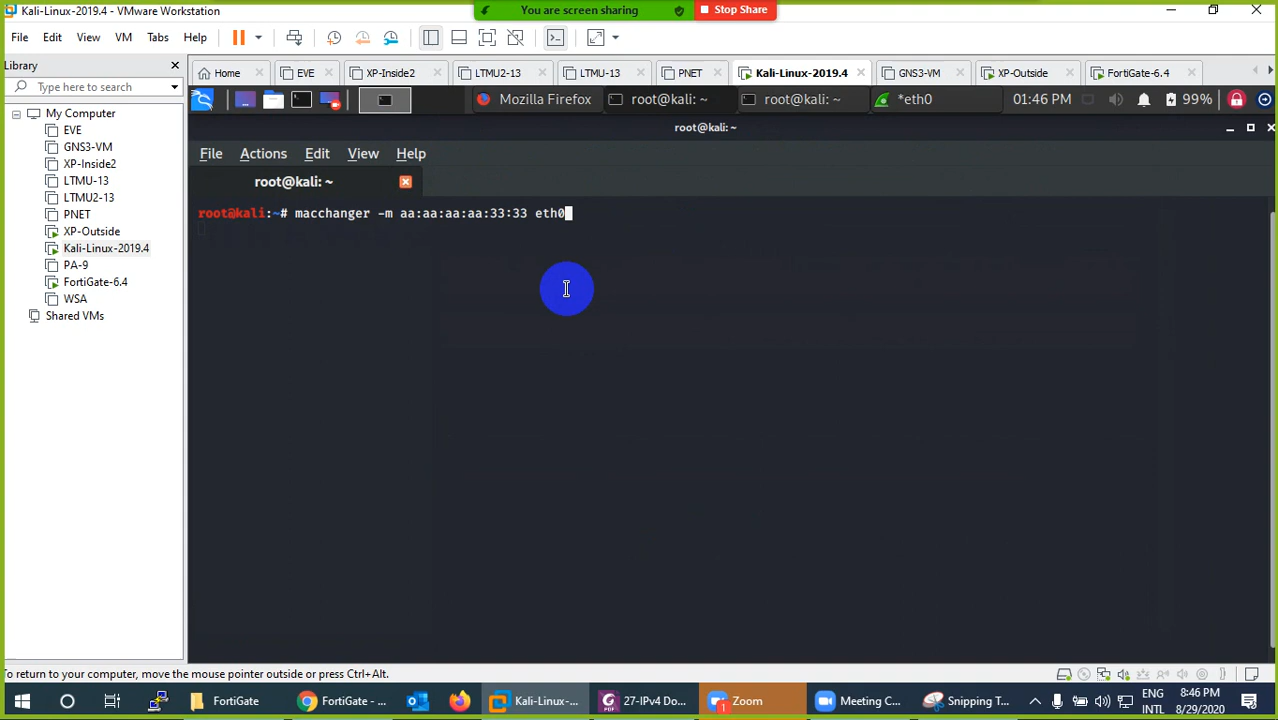 Kali-Linux-2019.4 - VMware Workstation
You are screen sharing
Stop Share
File Edit View VM Tabs Help
Library
Type here to search
My Computer
EVE
GNS3-VM
XP-Inside2
LTMU-13
LTMU2-13
PNET
XP-Outside
Kali-Linux-2019.4
PA-9
FortiGate-6.4
WSA
Shared VMs
Home EVE XP-Inside2 LTMU2-13 LTMU-13 PNET Kali-Linux-2019.4 GNS3-VM XP-Outside FortiGate-6.4
Mozilla Firefox root@kali: ~ root@kali: ~ *eth0 01:46 PM 99%
root@kali: ~
File Actions Edit View Help
root@kali: ~
root@kali:~# macchanger -m aa:aa:aa:aa:33:33 eth0
To return to your computer, move the mouse pointer outside or press Ctrl+Alt.
FortiGate FortiGate - ... Kali-Linux-... 27-IPv4 Do... Zoom 1 Meeting C... Snipping T...
ENG
INTL
8:46 PM
8/29/2020